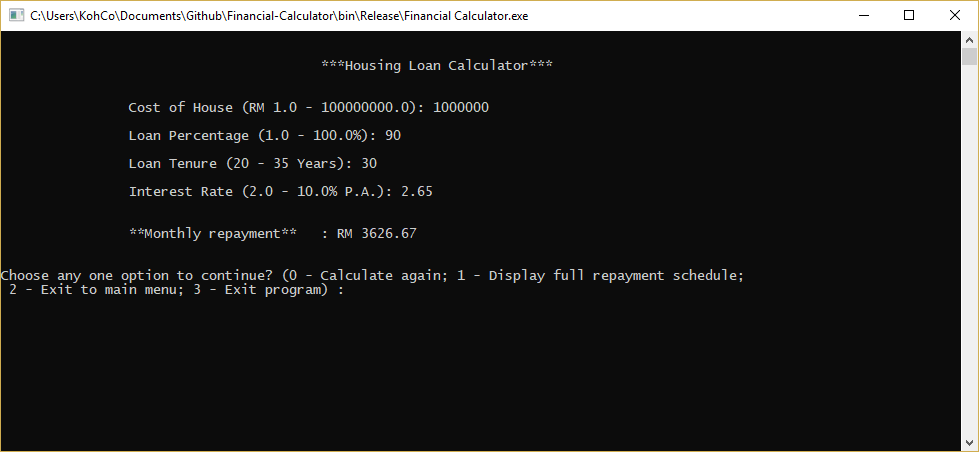 C:\Users\KohCo\Documents\Github\Financial-Calculator\bin\Release\Financial Calculator.exe
***Housing Loan Calculator***
Cost of House (RM 1.0 - 100000000.0): 1000000
Loan Percentage (1.0 - 100.0%): 90
Loan Tenure (20 - 35 Years): 30
Interest Rate (2.0 - 10.0% P.A.): 2.65
**Monthly repayment**   : RM 3626.67
Choose any one option to continue? (0 - Calculate again; 1 - Display full repayment schedule;
2 - Exit to main menu; 3 - Exit program) :